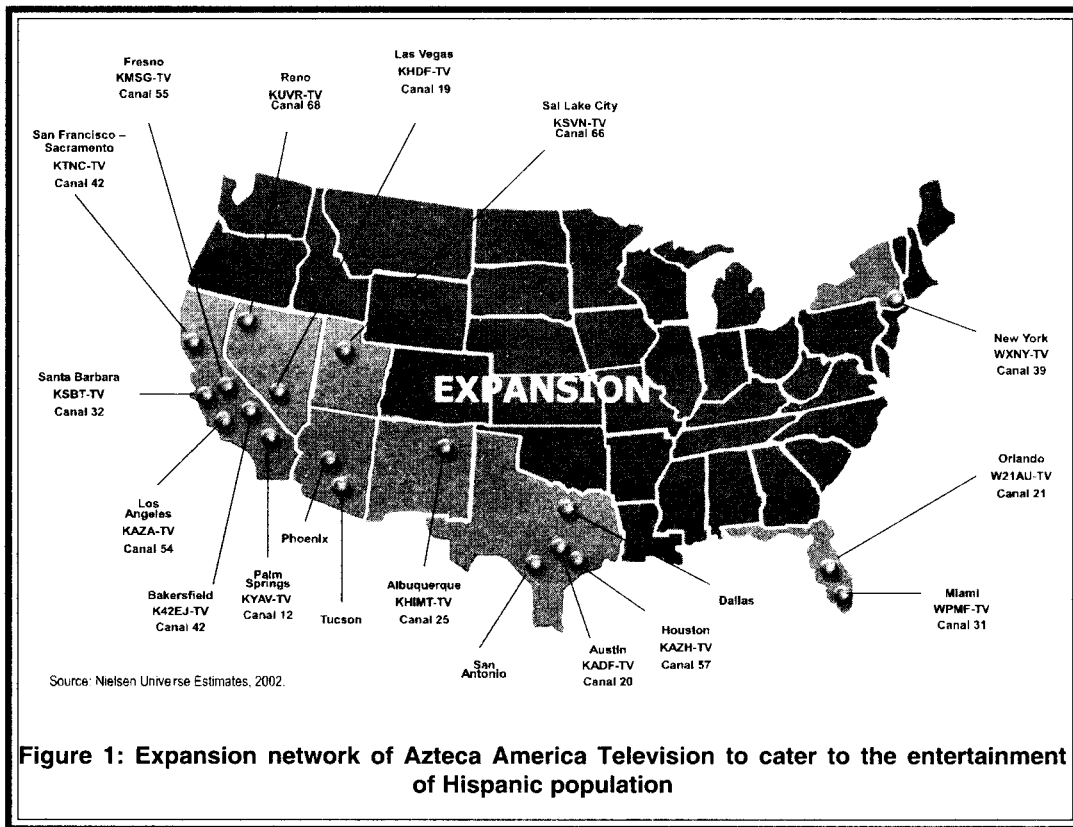 Fresno
KMSG-TV
Canal 55
Reno
KUVR-TV
Canal 68
Las Vegas
KHDF-TV
Canal 19
Sal Lake City
KSVN-TV
Canal 66
San Francisco –
Sacramento
KTNC-TV
Canal 42
EXPANSION
New York
WXNY-TV
Canal 39
Santa Barbara
KSBT-TV
Canal 32
Orlando
W21AU-TV
Canal 21
Los
Angeles
KAZA-TV
Canal 54
Phoenix
Bakersfield
K42EJ-TV
Canal 42
Palm
Springs
KYAV-TV
Canal 12
Tucson
Albuquerque
KHIMT-TV
Canal 25
San
Antonio
Austin
KADF-TV
Canal 20
Houston
KAZH-TV
Canal 57
Dallas
Miami
WPMF-TV
Canal 31
Source: Nielsen Universe Estimates, 2002.
Figure 1: Expansion network of Azteca America Television to cater to the entertainment
of Hispanic population